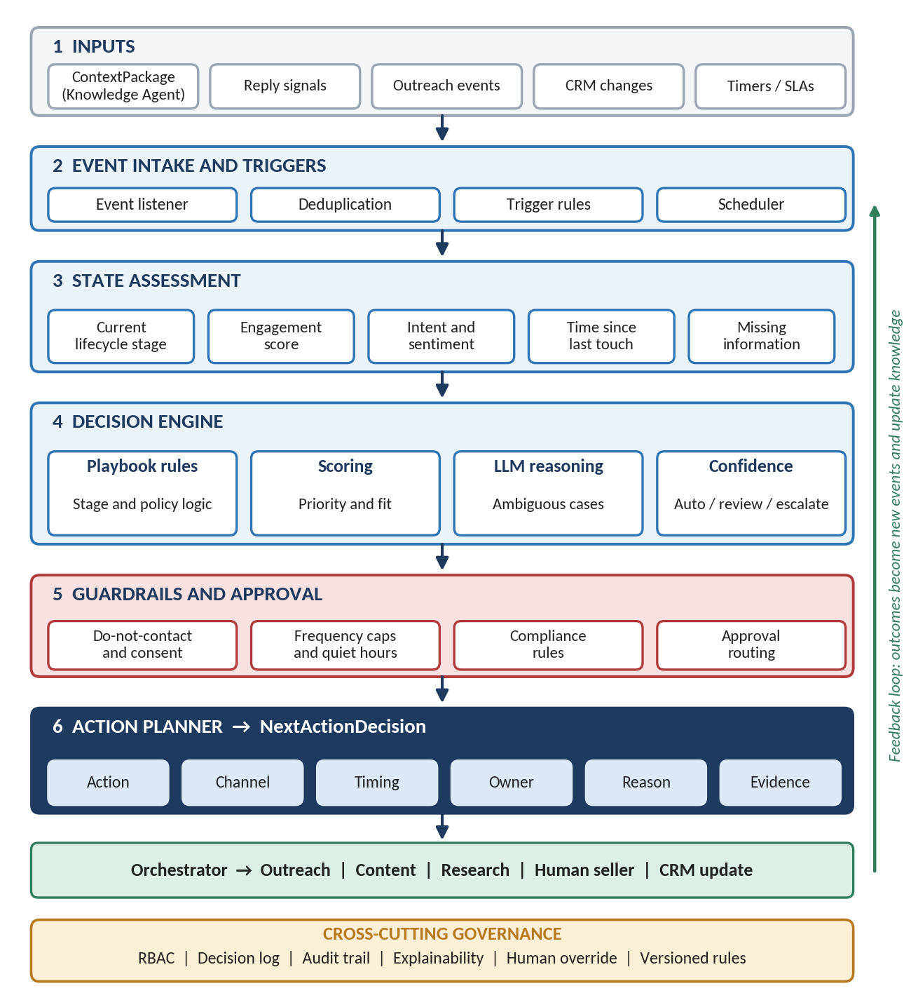 1 INPUTS
ContextPackage
(Knowledge Agent)
Reply signals
Outreach events
CRM changes
Timers / SLAs
2 EVENT INTAKE AND TRIGGERS
Event listener
Deduplication
Trigger rules
Scheduler
3 STATE ASSESSMENT
Current
lifecycle stage
Engagement
score
Intent and
sentiment
Time since
last touch
Missing
information
4 DECISION ENGINE
Playbook rules
Stage and policy logic
Scoring
Priority and fit
LLM reasoning
Ambiguous cases
Confidence
Auto / review / escalate
5 GUARDRAILS AND APPROVAL
Do-not-contact
and consent
Frequency caps
and quiet hours
Compliance
rules
Approval
routing
6 ACTION PLANNER → NextActionDecision
Action
Channel
Timing
Owner
Reason
Evidence
Orchestrator → Outreach | Content | Research | Human seller | CRM update
CROSS-CUTTING GOVERNANCE
RBAC | Decision log | Audit trail | Explainability | Human override | Versioned rules
Feedback loop: outcomes become new events and update knowledge